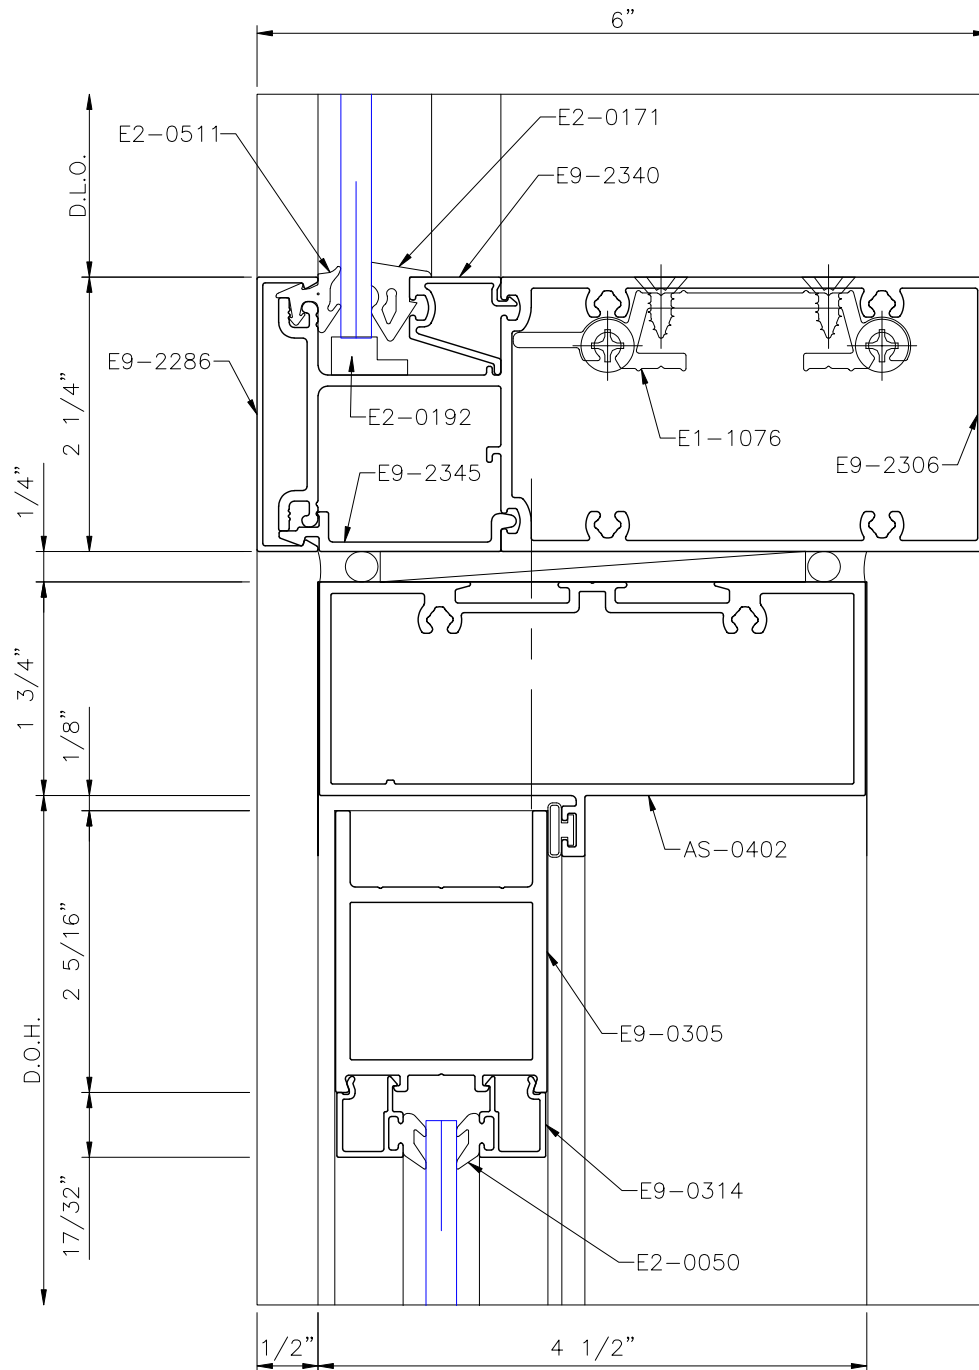 6”
E2-0511
E2-0171
E9-2340
D.L.O.
E9-2286
2 1/4”
E2-0192
E9-2345
E1-1076
E9-2306
1/4”
1 3/4”
1/8”
AS-0402
2 5/16”
D.O.H.
E9-0305
17/32”
E9-0314
E2-0050
1/2”
4 1/2”